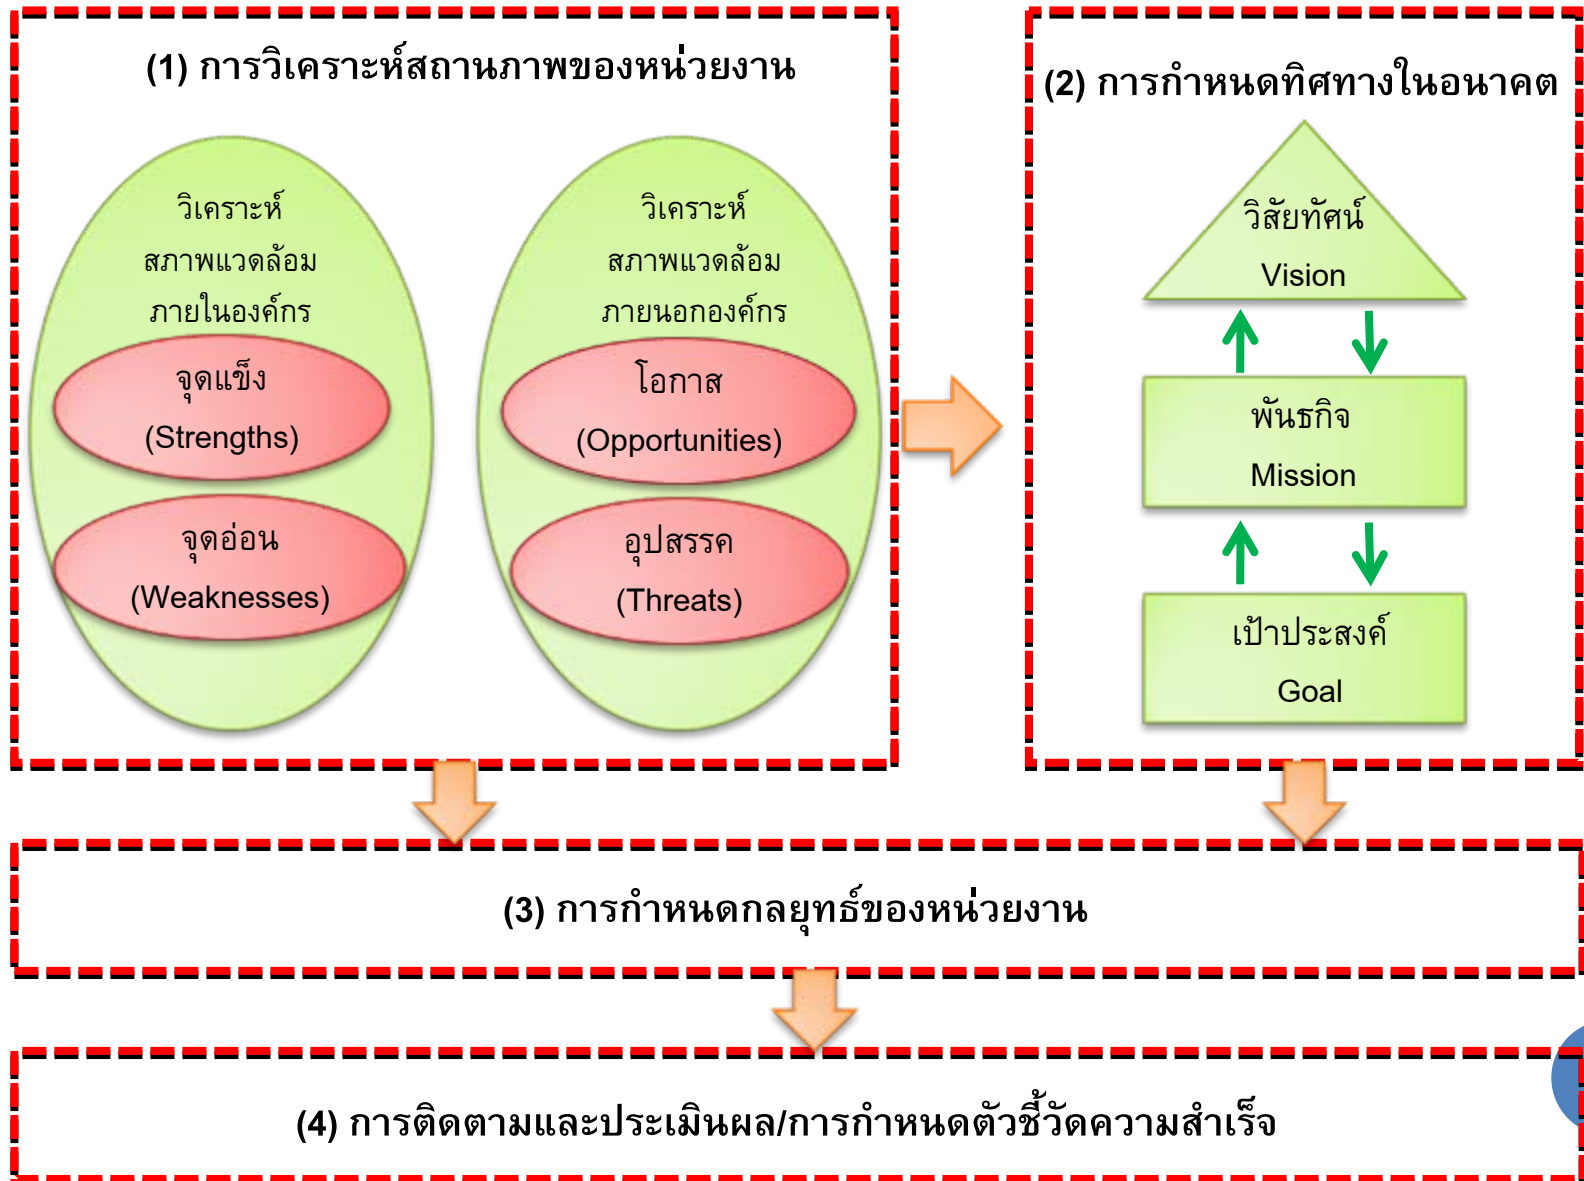 (1) การวิเคราะห์สถานภาพของหน่วยงาน
วิเคราะห์
สภาพแวดล้อม
ภายในองค์กร
จุดแข็ง
(Strengths)
จุดอ่อน
(Weaknesses)
วิเคราะห์
สภาพแวดล้อม
ภายนอกองค์กร
โอกาส
(Opportunities)
อุปสรรค
(Threats)
(2) การกำหนดทิศทางในอนาคต
วิสัยทัศน์
Vision
พันธกิจ
Mission
เป้าประสงค์
Goal
(3) การกำหนดกลยุทธ์ของหน่วยงาน
(4) การติดตามและประเมินผล/การกำหนดตัวชี้วัดความสำเร็จ